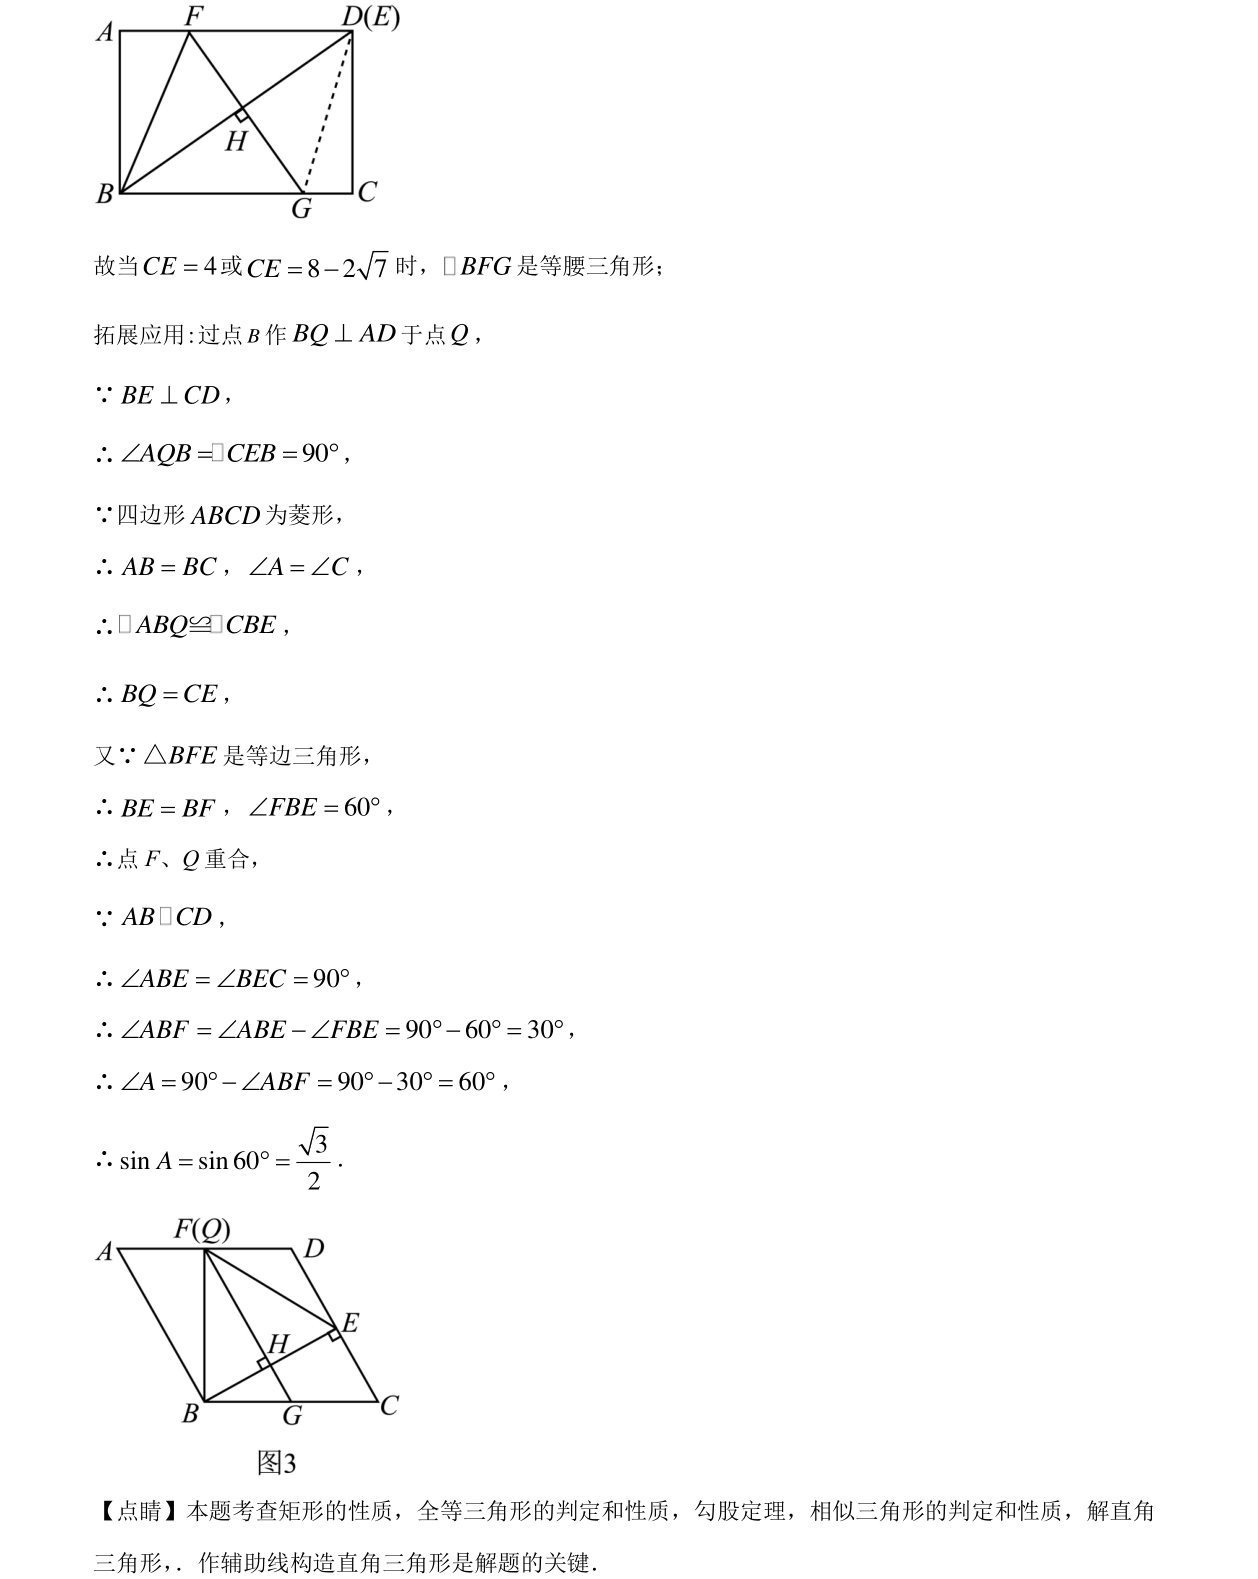 A F D(E)
H
B G C
故当CE = 4或CE = 8 − 2√7 时，□BFG是等腰三角形；
拓展应用：过点B作BQ ⊥ AD于点Q，
∵ BE ⊥ CD，
∴ ∠AQB =□CEB = 90°，
∵四边形ABCD为菱形，
∴ AB = BC， ∠A = ∠C，
∴□ABQ≌□CBE，
∴ BQ = CE，
又∵ △BFE 是等边三角形，
∴ BE = BF， ∠FBE = 60°，
∴点F、Q重合，
∵ AB□CD，
∴ ∠ABE = ∠BEC = 90°，
∴ ∠ABF = ∠ABE − ∠FBE = 90° − 60° = 30°，
∴ ∠A = 90° − ∠ABF = 90° − 30° = 60°，
∴ sin A = sin 60° = √3/2．
F(Q)
A D
E
H
B G C
图3
【点睛】本题考查矩形的性质，全等三角形的判定和性质，勾股定理，相似三角形的判定和性质，解直角
三角形，．作辅助线构造直角三角形是解题的关键．